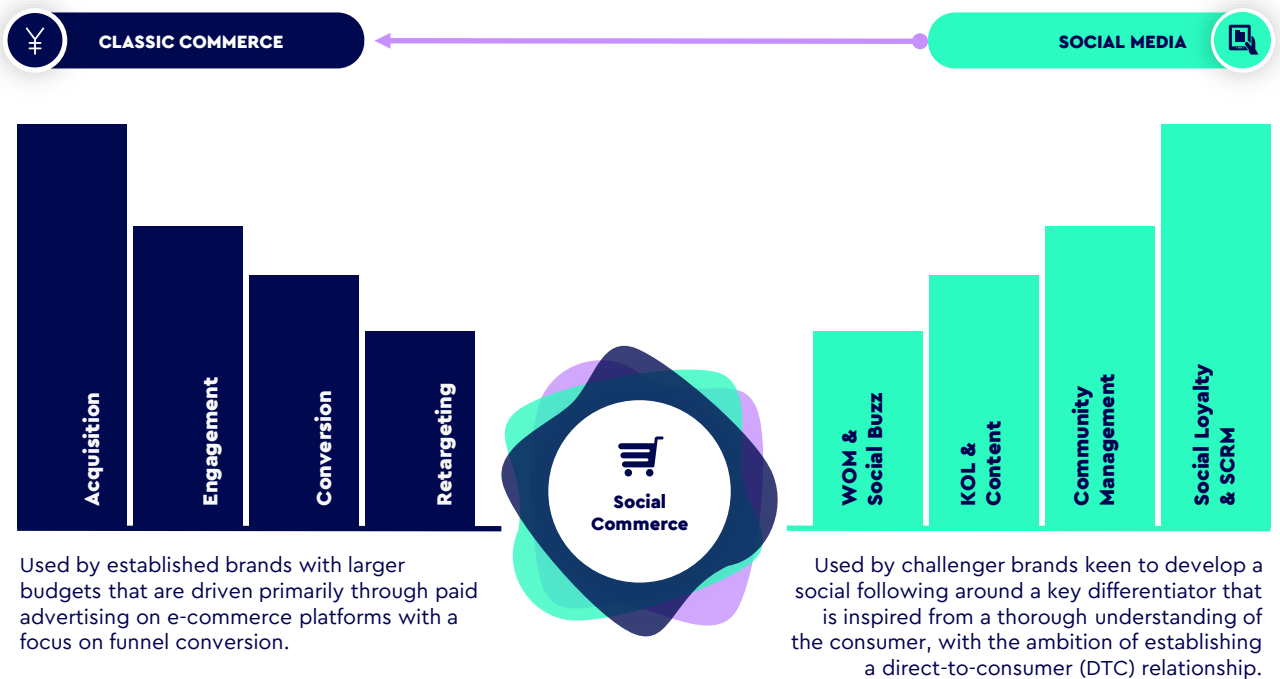 CLASSIC COMMERCE
SOCIAL MEDIA
Acquisition
Engagement
Conversion
Retargeting
Social
Commerce
WOM &
Social Buzz
KOL &
Content
Community
Management
Social Loyalty
& SCRM
Used by established brands with larger
budgets that are driven primarily through paid
advertising on e-commerce platforms with a
focus on funnel conversion.
Used by challenger brands keen to develop a
social following around a key differentiator that
is inspired from a thorough understanding of
the consumer, with the ambition of establishing
a direct-to-consumer (DTC) relationship.